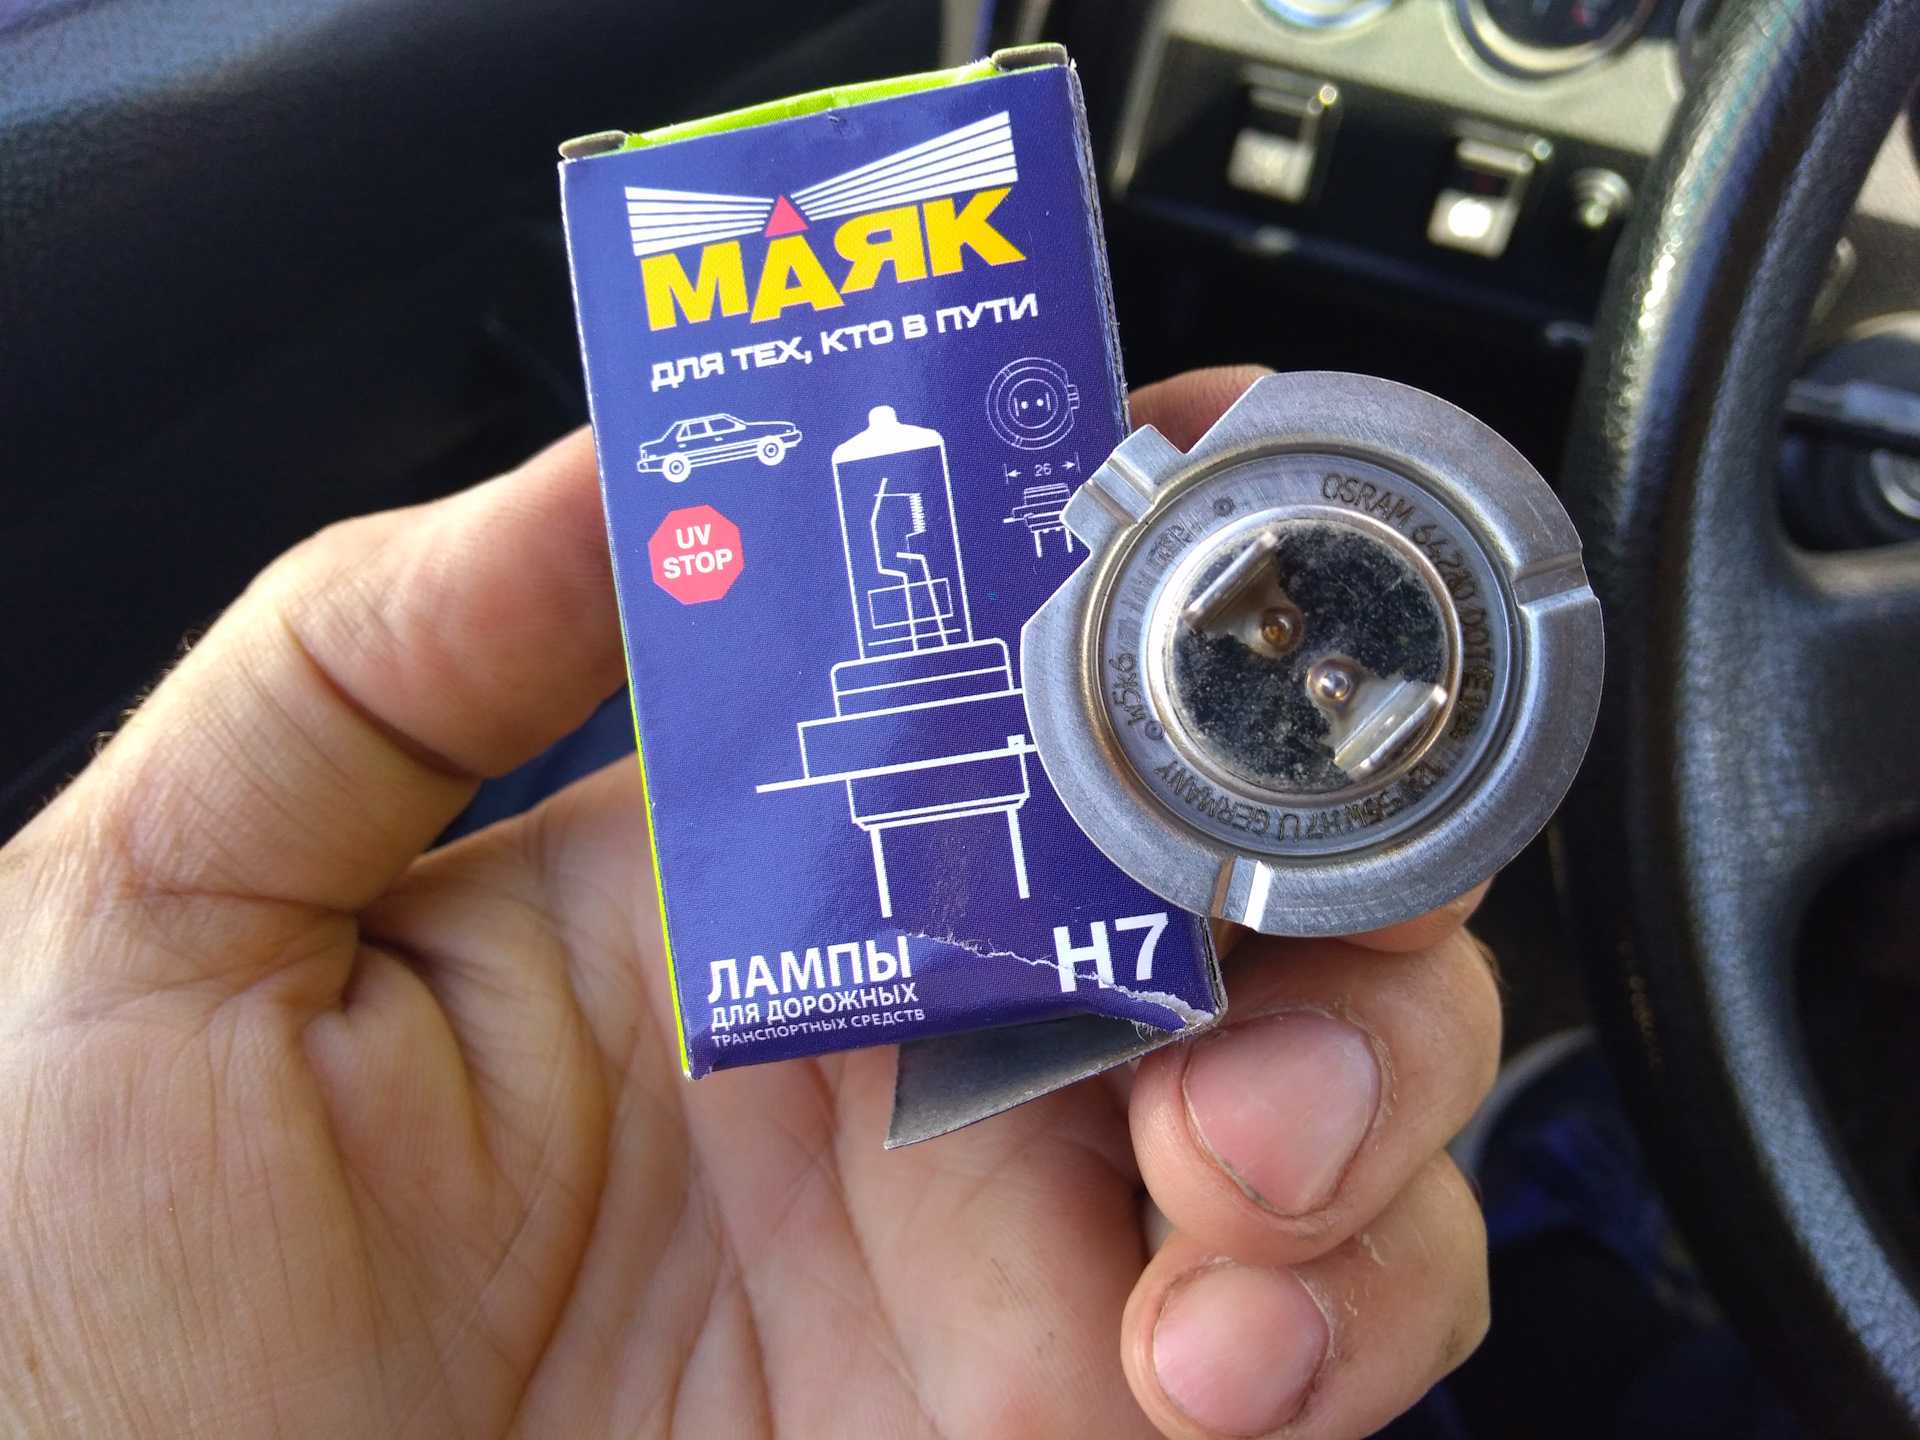 МАЯК
ДЛЯ ТЕХ, КТО В ПУТИ
26
UV
STOP
ЛАМПЫ
ДЛЯ ДОРОЖНЫХ
ТРАНСПОРТНЫХ СРЕДСТВ
H7
OSRAM 64210
12V 55W H7 U GERMANY
W5k6